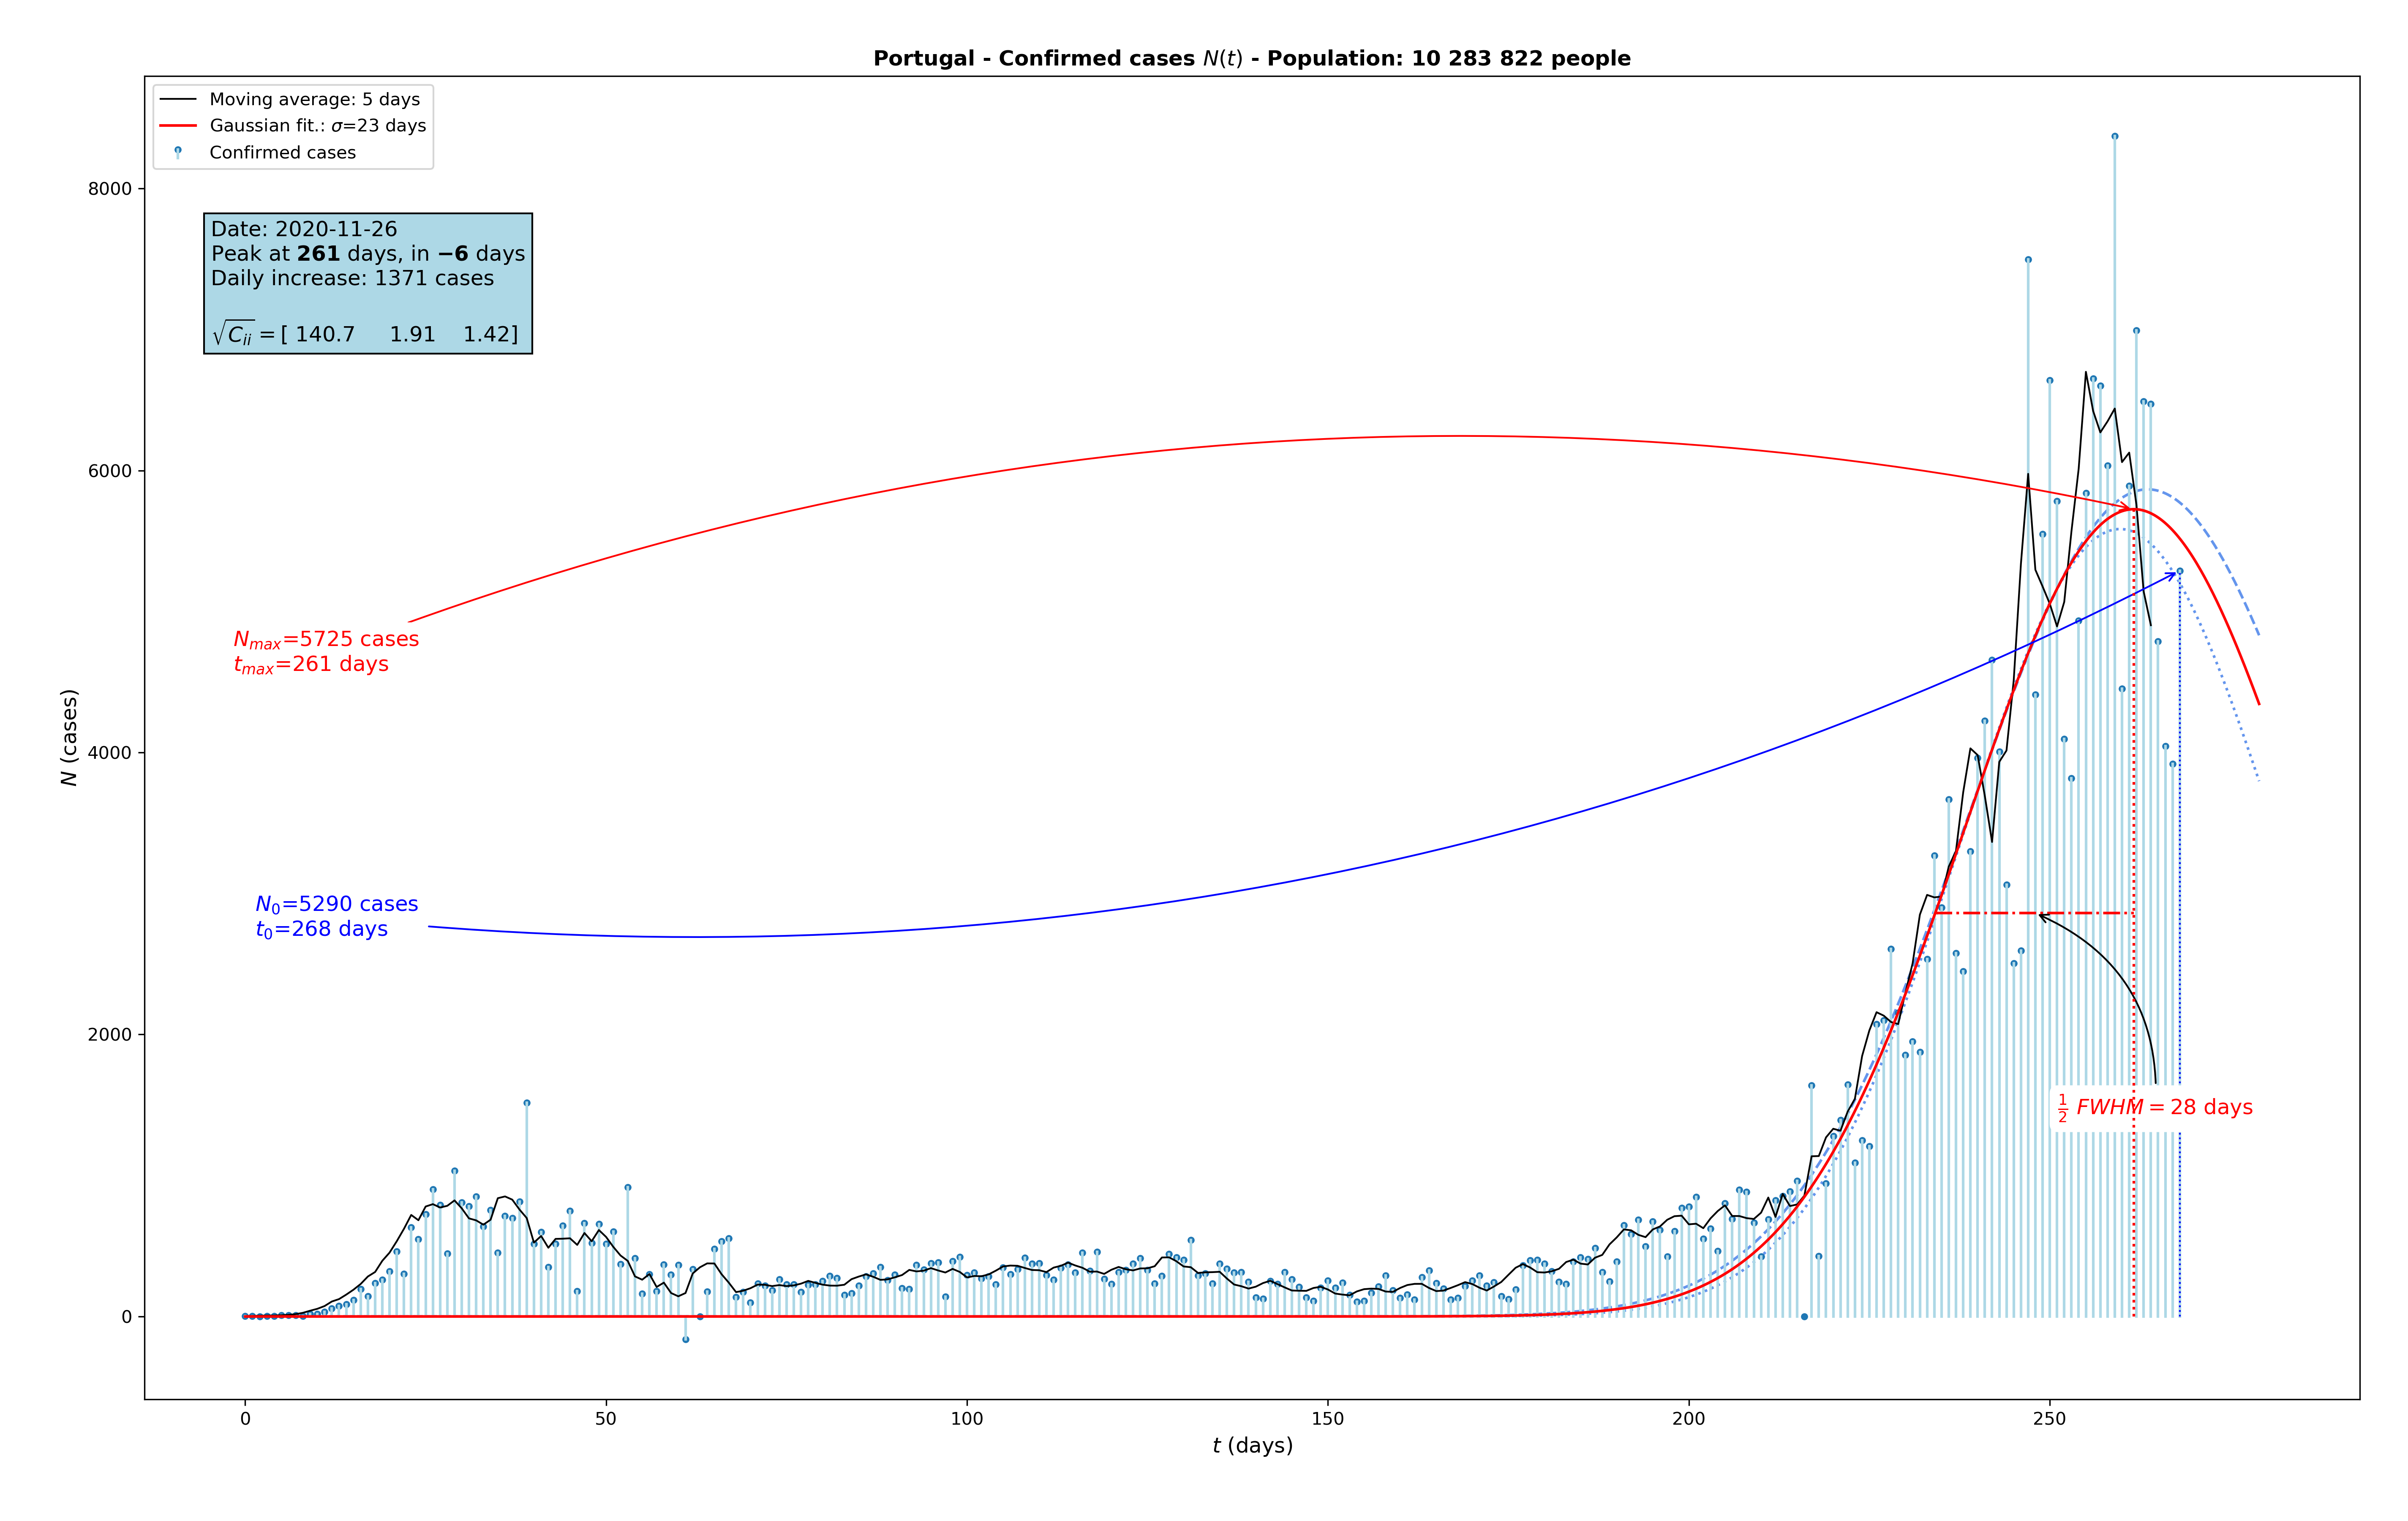 Portugal - Confirmed cases N(t) - Population: 10 283 822 people
Moving average: 5 days
Gaussian fit.: σ=23 days
Confirmed cases
Date: 2020-11-26
Peak at 261 days, in −6 days
Daily increase: 1371 cases
√C_ii = [ 140.7 1.91 1.42]
N_max=5725 cases
t_max=261 days
N_0=5290 cases
t_0=268 days
1/2 FWHM = 28 days
N (cases)
8000
6000
4000
2000
0
0 50 100 150 200 250
t (days)